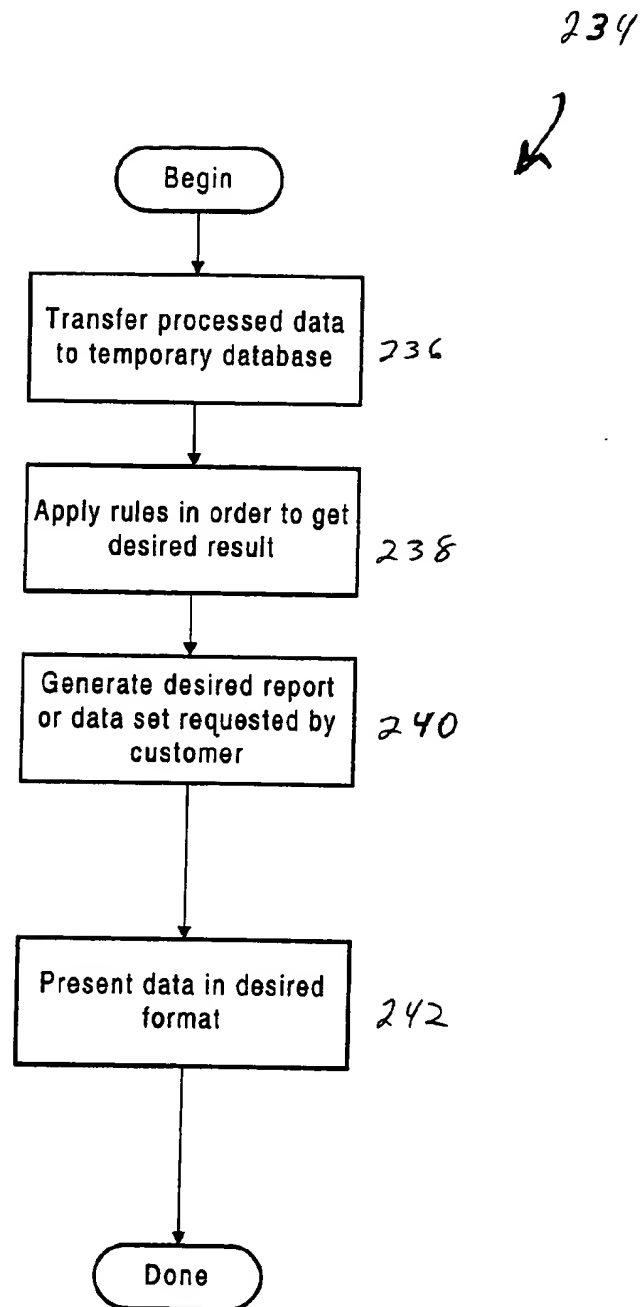 234
Begin
Transfer processed data
to temporary database
236
Apply rules in order to get
desired result
238
Generate desired report
or data set requested by
customer
240
Present data in desired
format
242
Done